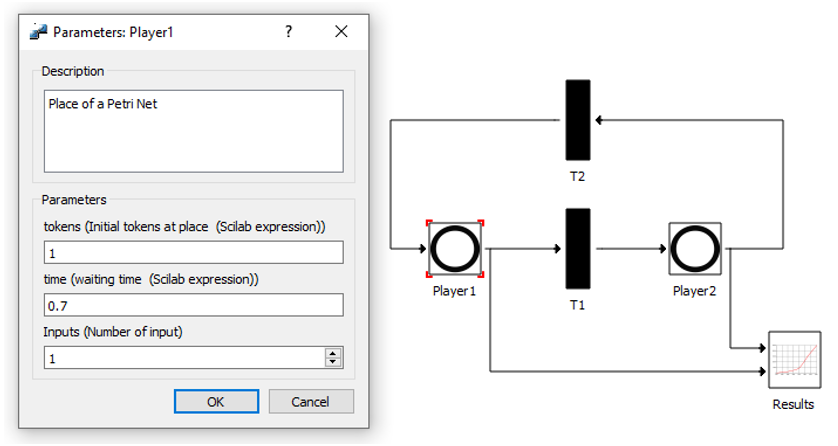 Parameters: Player1
?
Description
Place of a Petri Net
Parameters
tokens (Initial tokens at place (Scilab expression))
1
time (waiting time (Scilab expression))
0.7
Inputs (Number of input)
1
OK
Cancel
T2
Player1
T1
Player2
Results